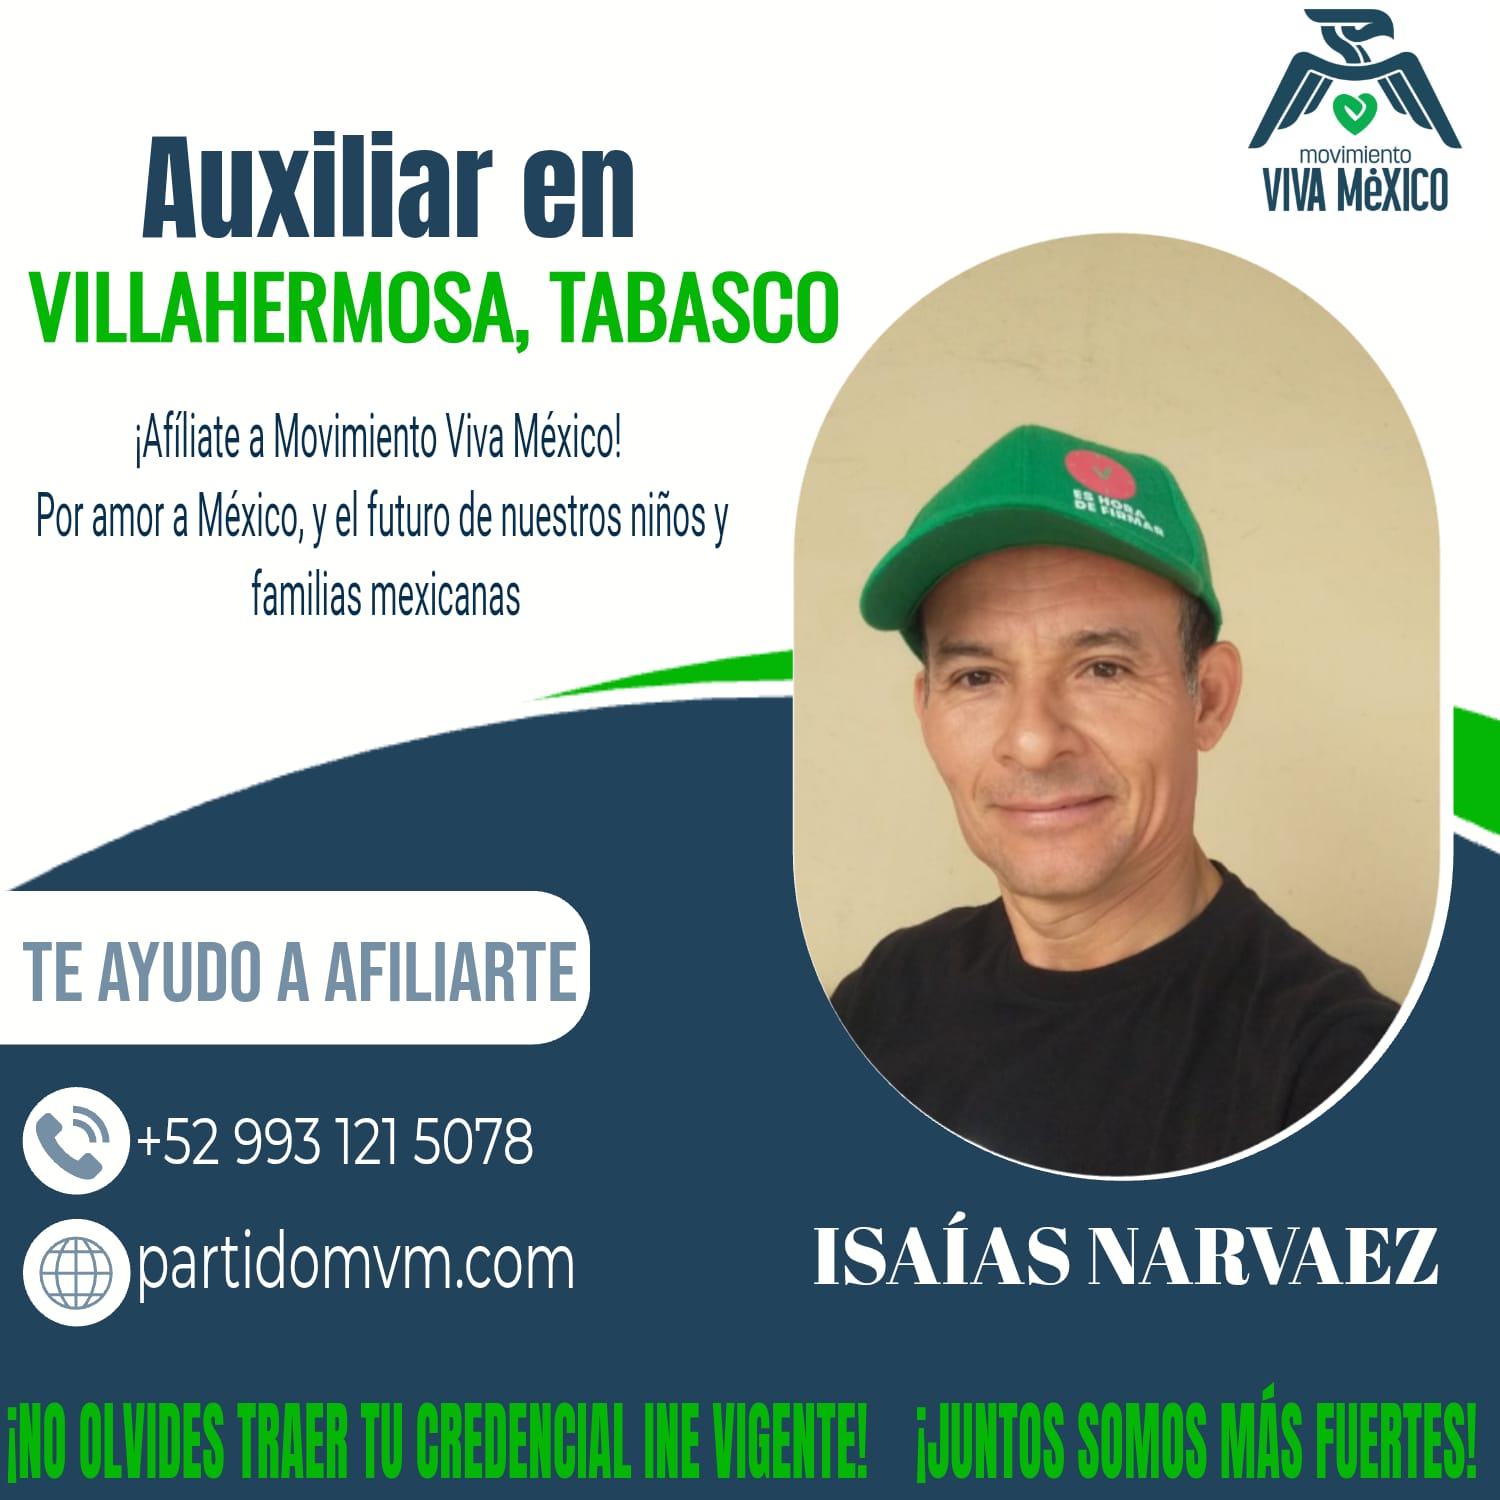 movimiento
VIVA MéXICO
Auxiliar en
VILLAHERMOSA, TABASCO
¡Afíliate a Movimiento Viva México!
Por amor a México, y el futuro de nuestros niños y
familias mexicanas
ES HORA
DE FIRMAR
TE AYUDO A AFILIARTE
+52 993 121 5078
partidomvm.com
ISAÍAS NARVAEZ
¡NO OLVIDES TRAER TU CREDENCIAL INE VIGENTE! ¡JUNTOS SOMOS MÁS FUERTES!